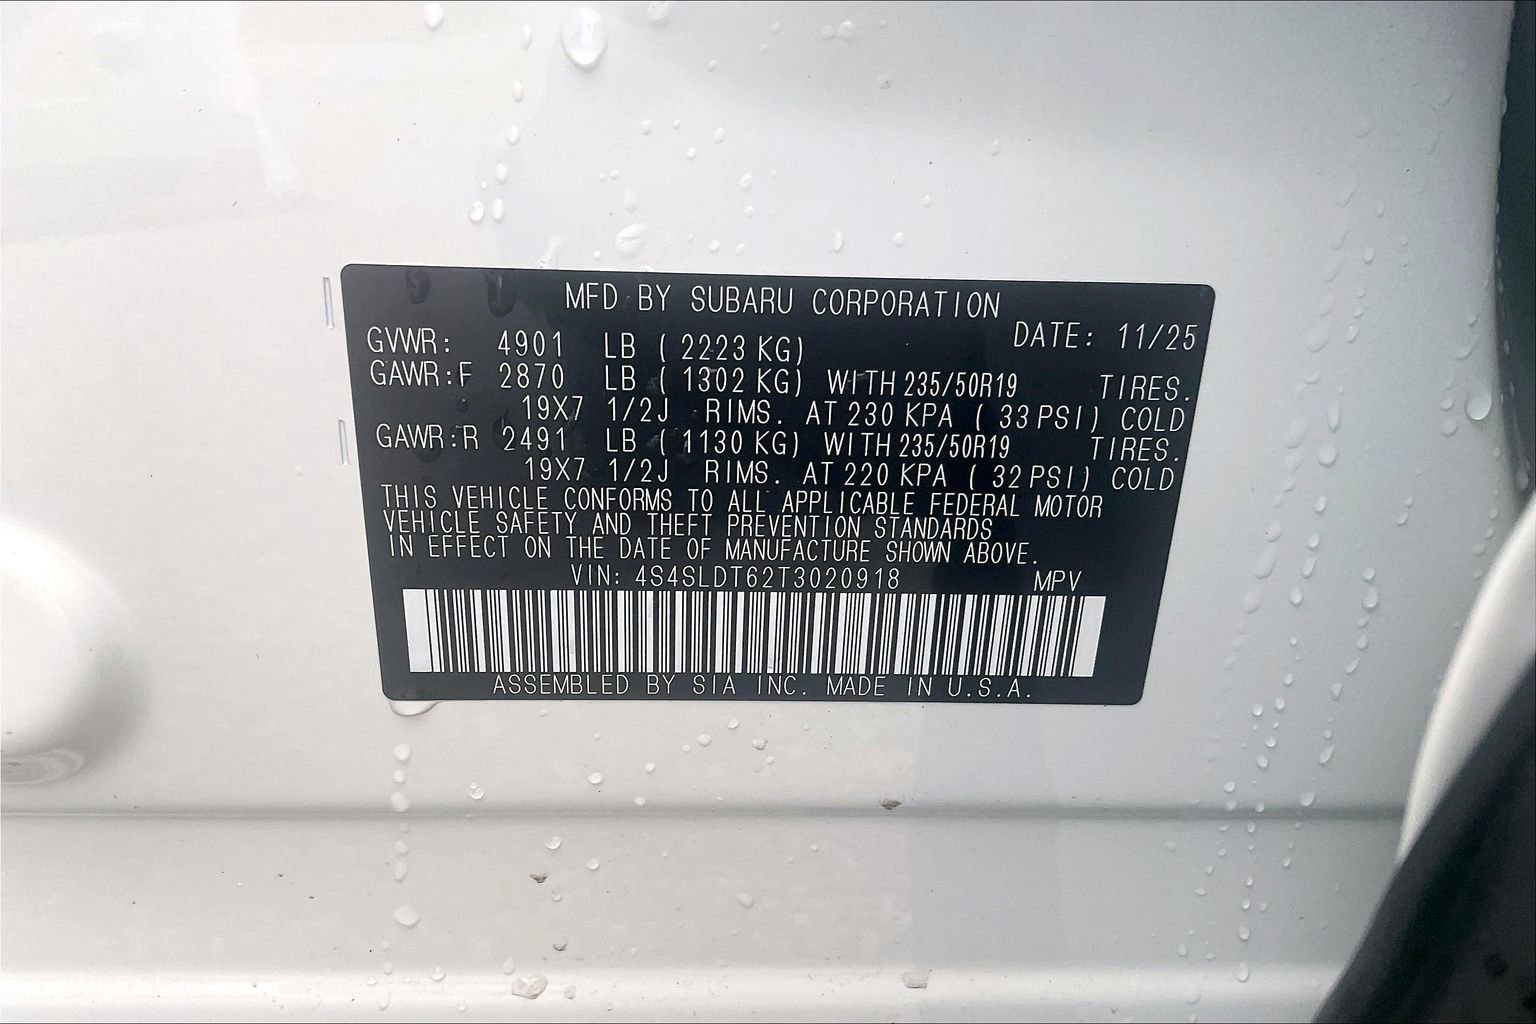 MFD BY SUBARU CORPORATION
DATE: 11/25
GVWR: 4901 LB ( 2223 KG)
GAWR:F 2870 LB ( 1302 KG) WITH 235/50R19 TIRES.
19X7 1/2J RIMS. AT 230 KPA ( 33 PSI) COLD
GAWR:R 2491 LB ( 1130 KG) WITH 235/50R19 TIRES.
19X7 1/2J RIMS. AT 220 KPA ( 32 PSI) COLD
THIS VEHICLE CONFORMS TO ALL APPLICABLE FEDERAL MOTOR
VEHICLE SAFETY AND THEFT PREVENTION STANDARDS
IN EFFECT ON THE DATE OF MANUFACTURE SHOWN ABOVE.
VIN: 4S4SLDT62T3020918 MPV
ASSEMBLED BY SIA INC. MADE IN U.S.A.